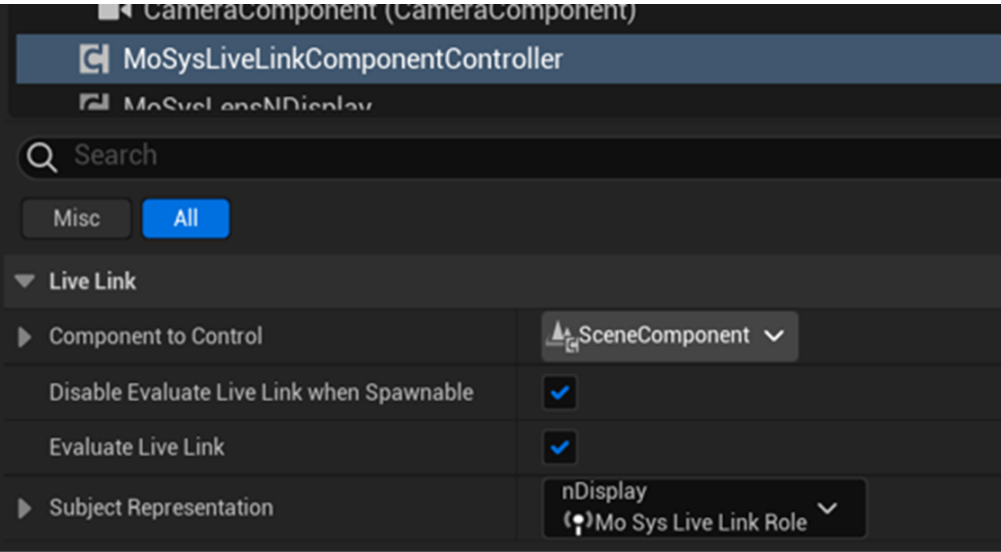 CameraComponent (CameraComponent)
MoSysLiveLinkComponentController
MoSysLensNDisplay
Search
Misc All
Live Link
Component to Control SceneComponent
Disable Evaluate Live Link when Spawnable
Evaluate Live Link
Subject Representation nDisplay
Mo Sys Live Link Role